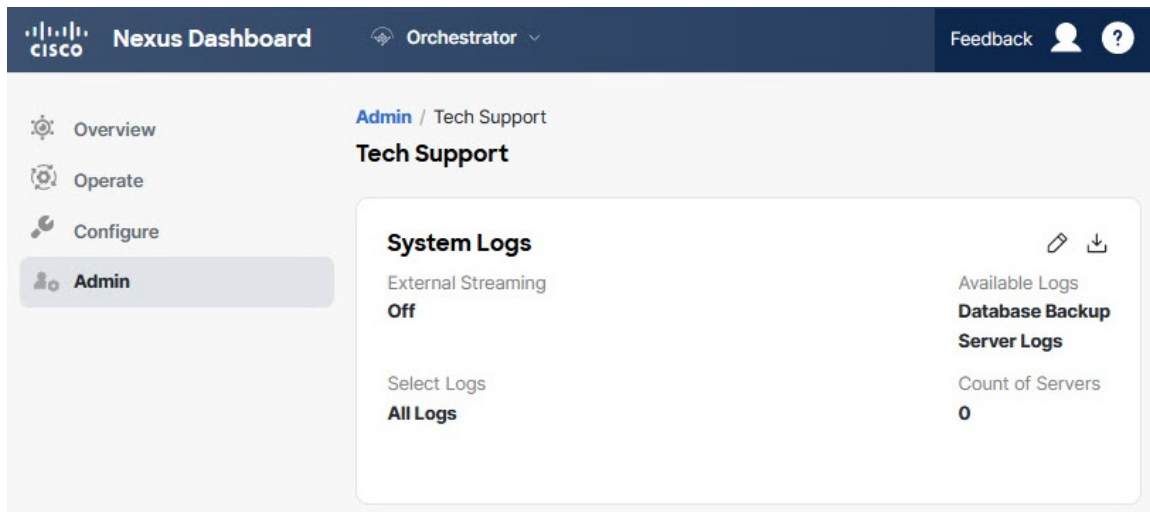 CISCO Nexus Dashboard Orchestrator Feedback ?
Overview
Operate
Configure
Admin
Admin / Tech Support
Tech Support
System Logs
External Streaming
Off
Available Logs
Database Backup
Server Logs
Select Logs
All Logs
Count of Servers
0